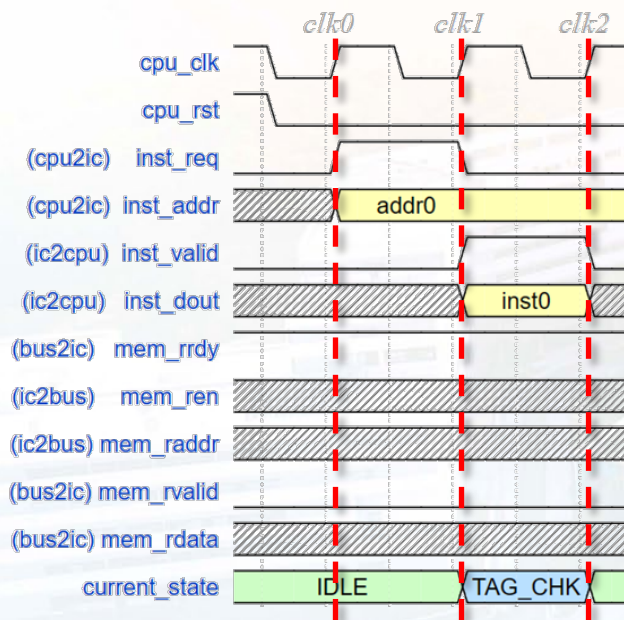 clk0 clk1 clk2
cpu_clk
cpu_rst
(cpu2ic) inst_req
(cpu2ic) inst_addr addr0
(ic2cpu) inst_valid
(ic2cpu) inst_dout inst0
(bus2ic) mem_rrdy
(ic2bus) mem_ren
(ic2bus) mem_raddr
(bus2ic) mem_rvalid
(bus2ic) mem_rdata
current_state IDLE TAG_CHK